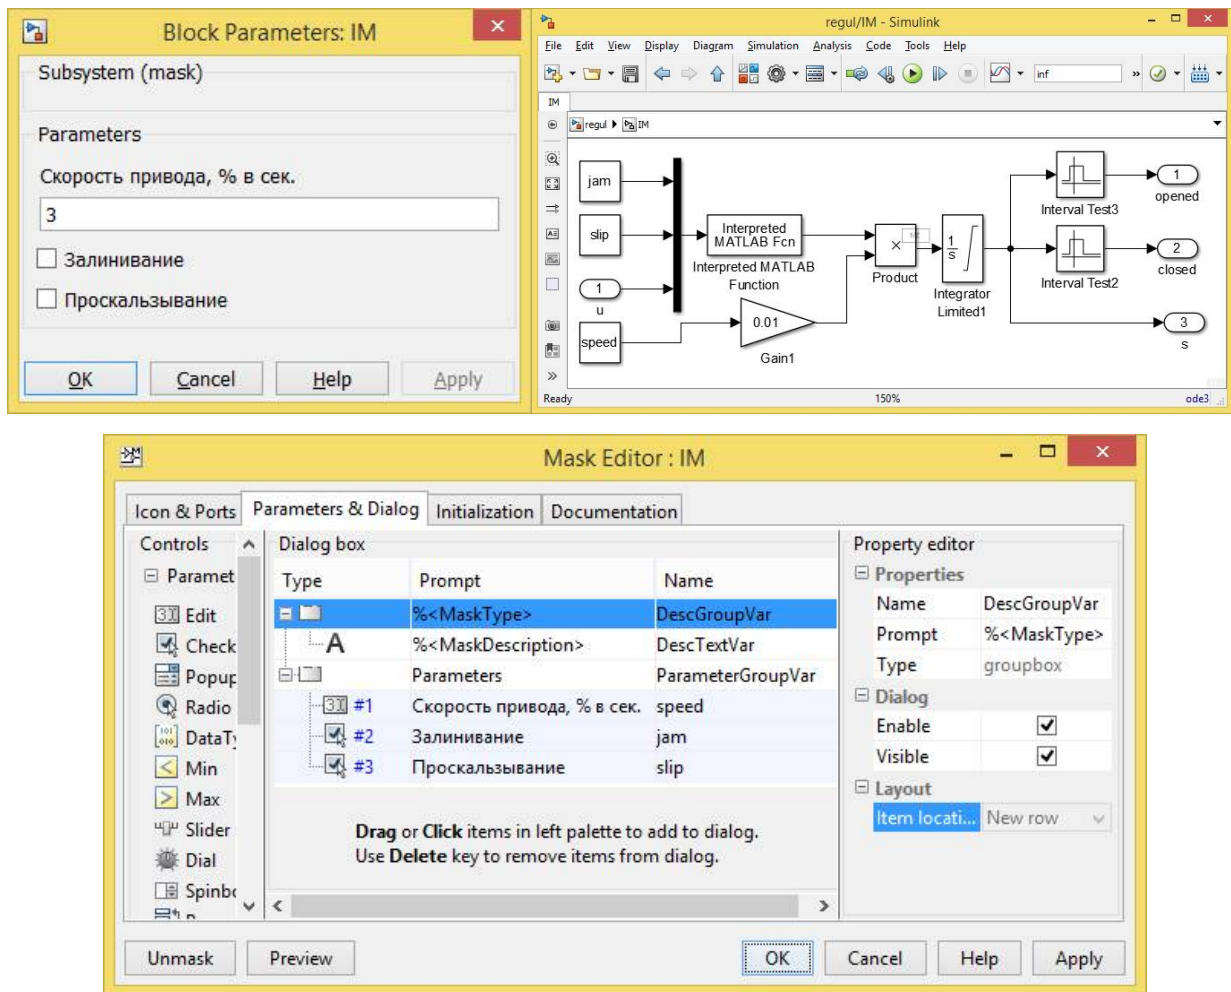 Block Parameters: IM
Subsystem (mask)
Parameters
Скорость привода, % в сек.
3
Залинивание
Проскальзывание
OK Cancel Help Apply
regul/IM - Simulink
File Edit View Display Diagram Simulation Analysis Code Tools Help
inf
IM
regul IM
jam
slip
1
u
speed
Interpreted
MATLAB Fcn
Interpreted MATLAB
Function
0.01
Gain1
×
Product
1
s
Integrator
Limited1
Interval Test3
1
opened
Interval Test2
2
closed
3
s
Ready 150% ode3
Mask Editor : IM
Icon & Ports Parameters & Dialog Initialization Documentation
Controls
Paramet
Edit
Check
Popup
Radio
DataTy
Min
Max
Slider
Dial
Spinbo
Dialog box
Type Prompt Name
%<MaskType> DescGroupVar
A %<MaskDescription> DescTextVar
Parameters ParameterGroupVar
#1 Скорость привода, % в сек. speed
#2 Залинивание jam
#3 Проскальзывание slip
Drag or Click items in left palette to add to dialog.
Use Delete key to remove items from dialog.
Property editor
Properties
Name DescGroupVar
Prompt %<MaskType>
Type groupbox
Dialog
Enable
Visible
Layout
Item locati... New row
Unmask Preview OK Cancel Help Apply